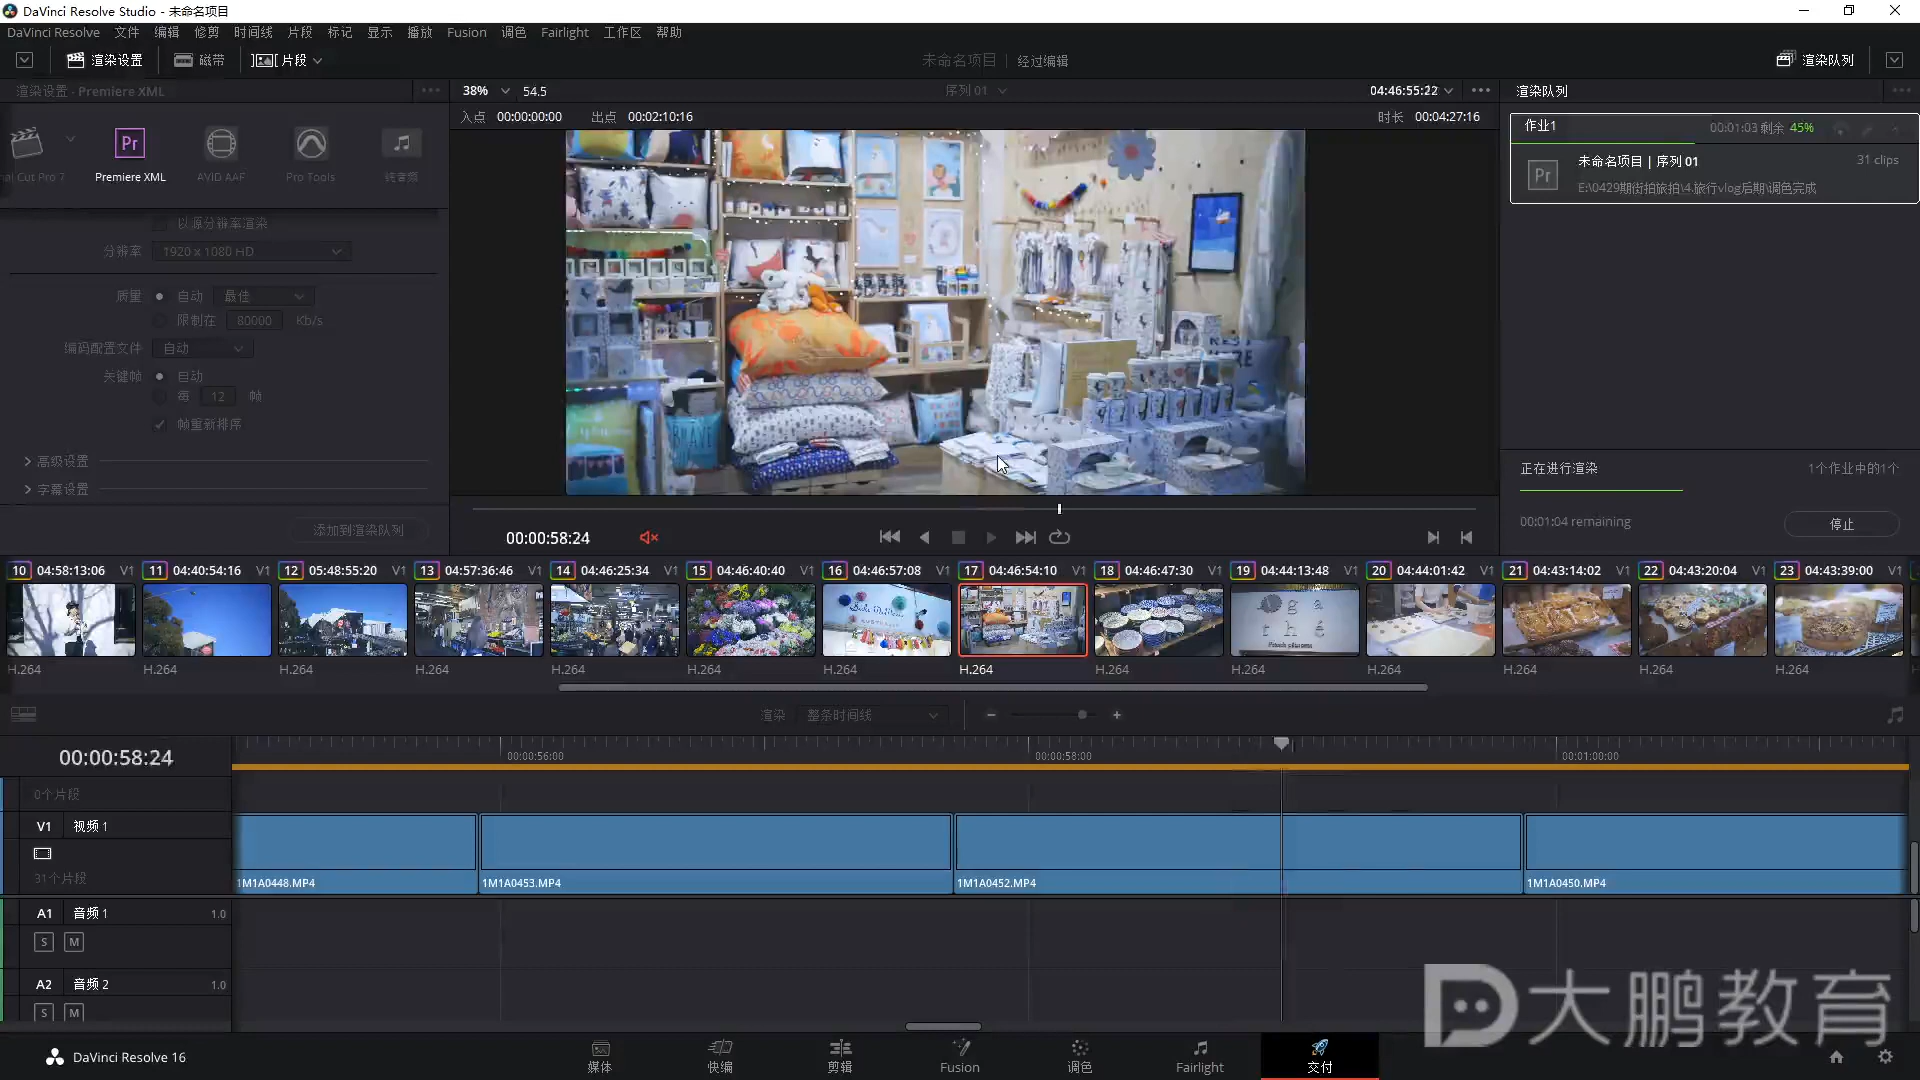 DaVinci Resolve Studio - 未命名项目
DaVinci Resolve 文件 编辑 修剪 时间线 片段 标记 显示 播放 Fusion 调色 Fairlight 工作区 帮助
渲染设置 磁带 片段 未命名项目 经过编辑 渲染队列
渲染设置 - Premiere XML 38% 54.5 序列 01 04:46:55:22 渲染队列
入点 00:00:00:00 出点 00:02:10:16 时长 00:04:27:16
作业1 00:01:03 剩余 45%
未命名项目 | 序列 01 31 clips
Pr E:\0429期街拍旅拍\4.旅行vlog后期\调色完成
Pr
nal Cut Pro 7 Premiere XML AVID AAF Pro Tools 纯音频
以原分辨率渲染
分辨率 1920 x 1080 HD
质量 自动 最佳
限制在 80000 Kb/s
编码配置文件 自动
关键帧 自动
每 12 帧
帧重新排序
高级设置
字幕设置
添加到渲染队列
BRAVE
正在进行渲染 1个作业中的1个
00:01:04 remaining 停止
00:00:58:24
10 04:58:13:06 V1 11 04:40:54:16 V1 12 05:48:55:20 V1 13 04:57:36:46 V1 14 04:46:25:34 V1 15 04:46:40:40 V1 16 04:46:57:08 V1 17 04:46:54:10 V1 18 04:46:47:30 V1 19 04:44:13:48 V1 20 04:44:01:42 V1 21 04:43:14:02 V1 22 04:43:20:04 V1 23 04:43:39:00 V1
H.264 H.264 H.264 H.264 H.264 H.264 H.264 H.264 H.264 H.264 H.264 H.264 H.264 H.264
渲染 整条时间线
00:00:58:24 00:00:56:00 00:00:58:00 00:01:00:00
0个片段
V1 视频 1
31个片段
1M1A0448.MP4 1M1A0453.MP4 1M1A0452.MP4 1M1A0450.MP4
A1 音频 1 1.0
S M
A2 音频 2 1.0
S M
大鹏教育
DaVinci Resolve 16 媒体 快编 剪辑 Fusion 调色 Fairlight 交付